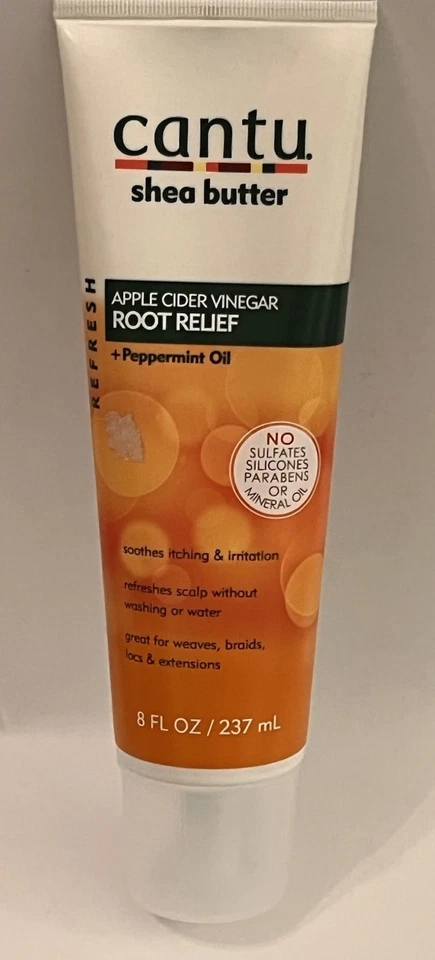 cantu.
shea butter
REFRESH
APPLE CIDER VINEGAR
ROOT RELIEF
+Peppermint Oil
NO
SULFATES
SILICONES
PARABENS
OR
MINERAL OIL
soothes itching & irritation
refreshes scalp without
washing or water
great for weaves, braids,
locs & extensions
8 FL OZ / 237 mL